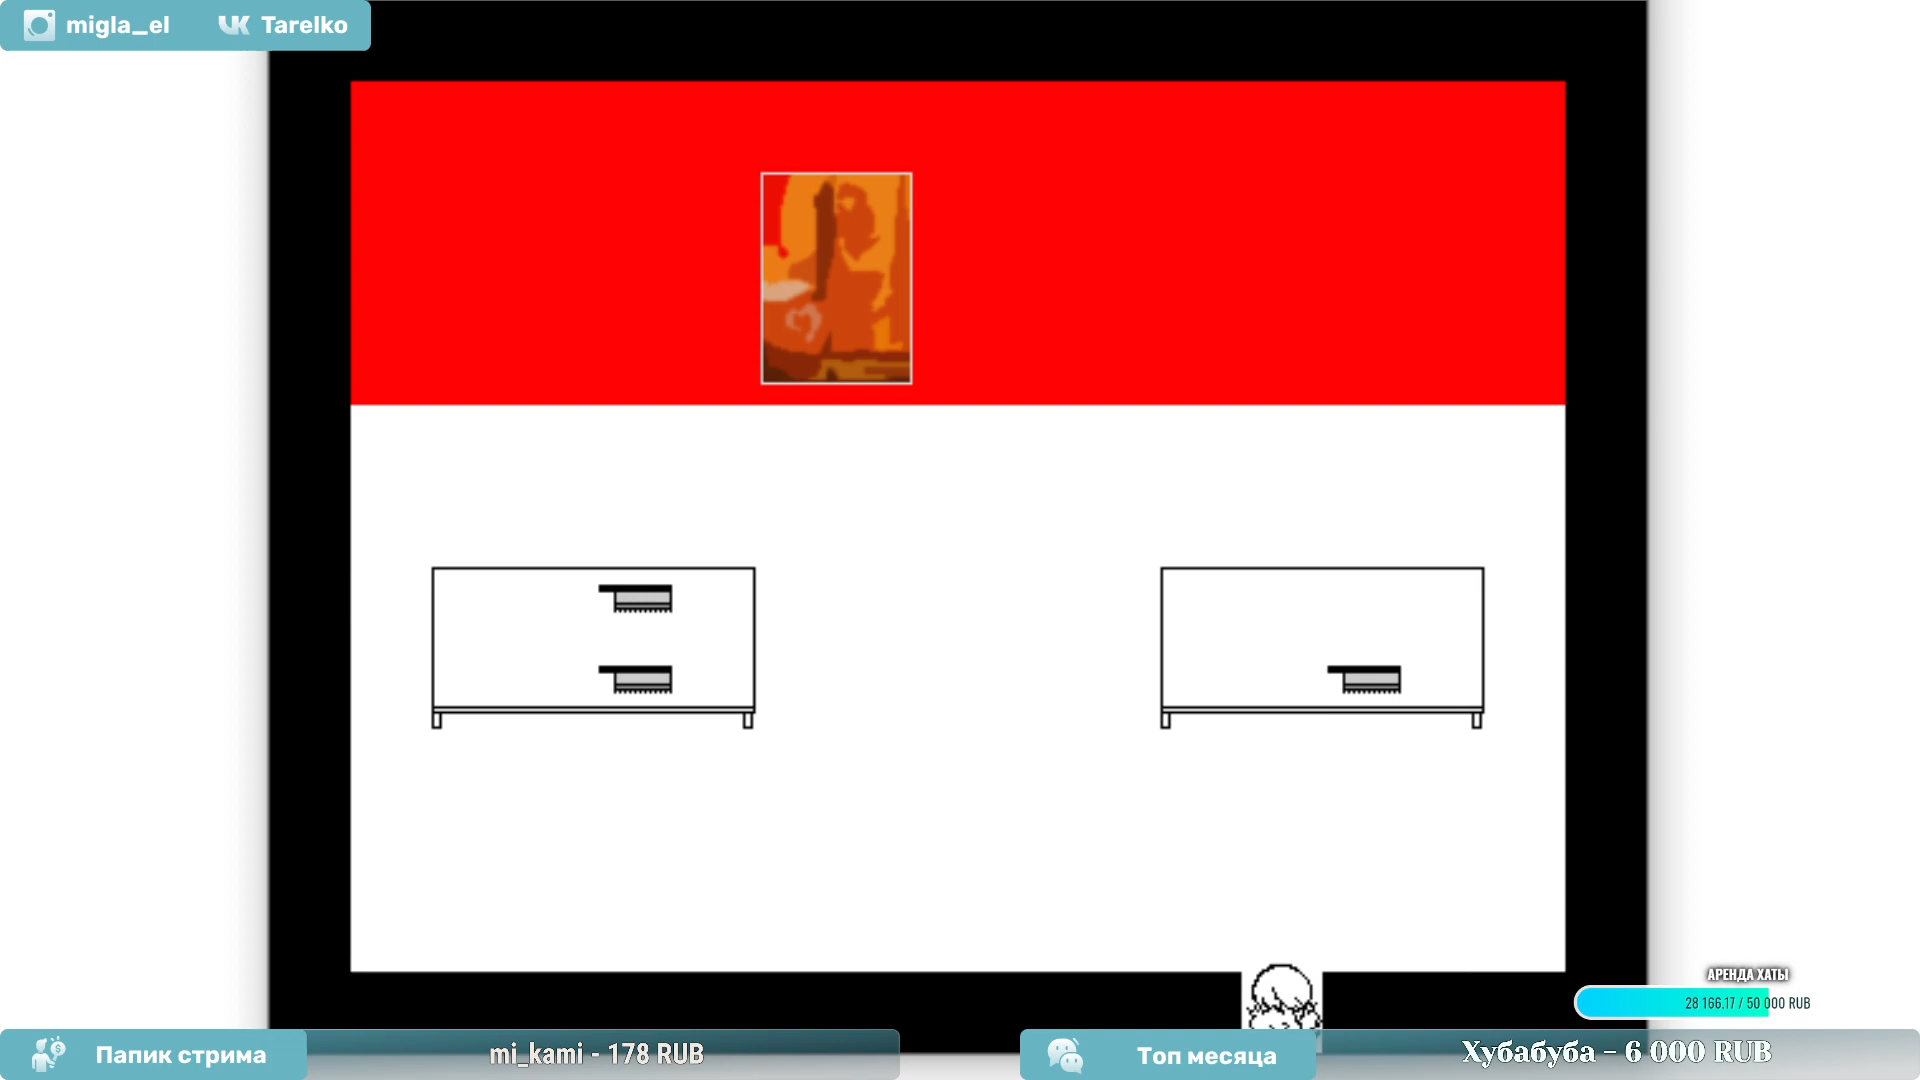 migla_el
VK Tarelko
АРЕНДА ХАТЫ
28 166.17 / 50 000 RUB
Папик стрима
mi_kami - 178 RUB
Топ месяца
Хубабуба - 6 000 RUB